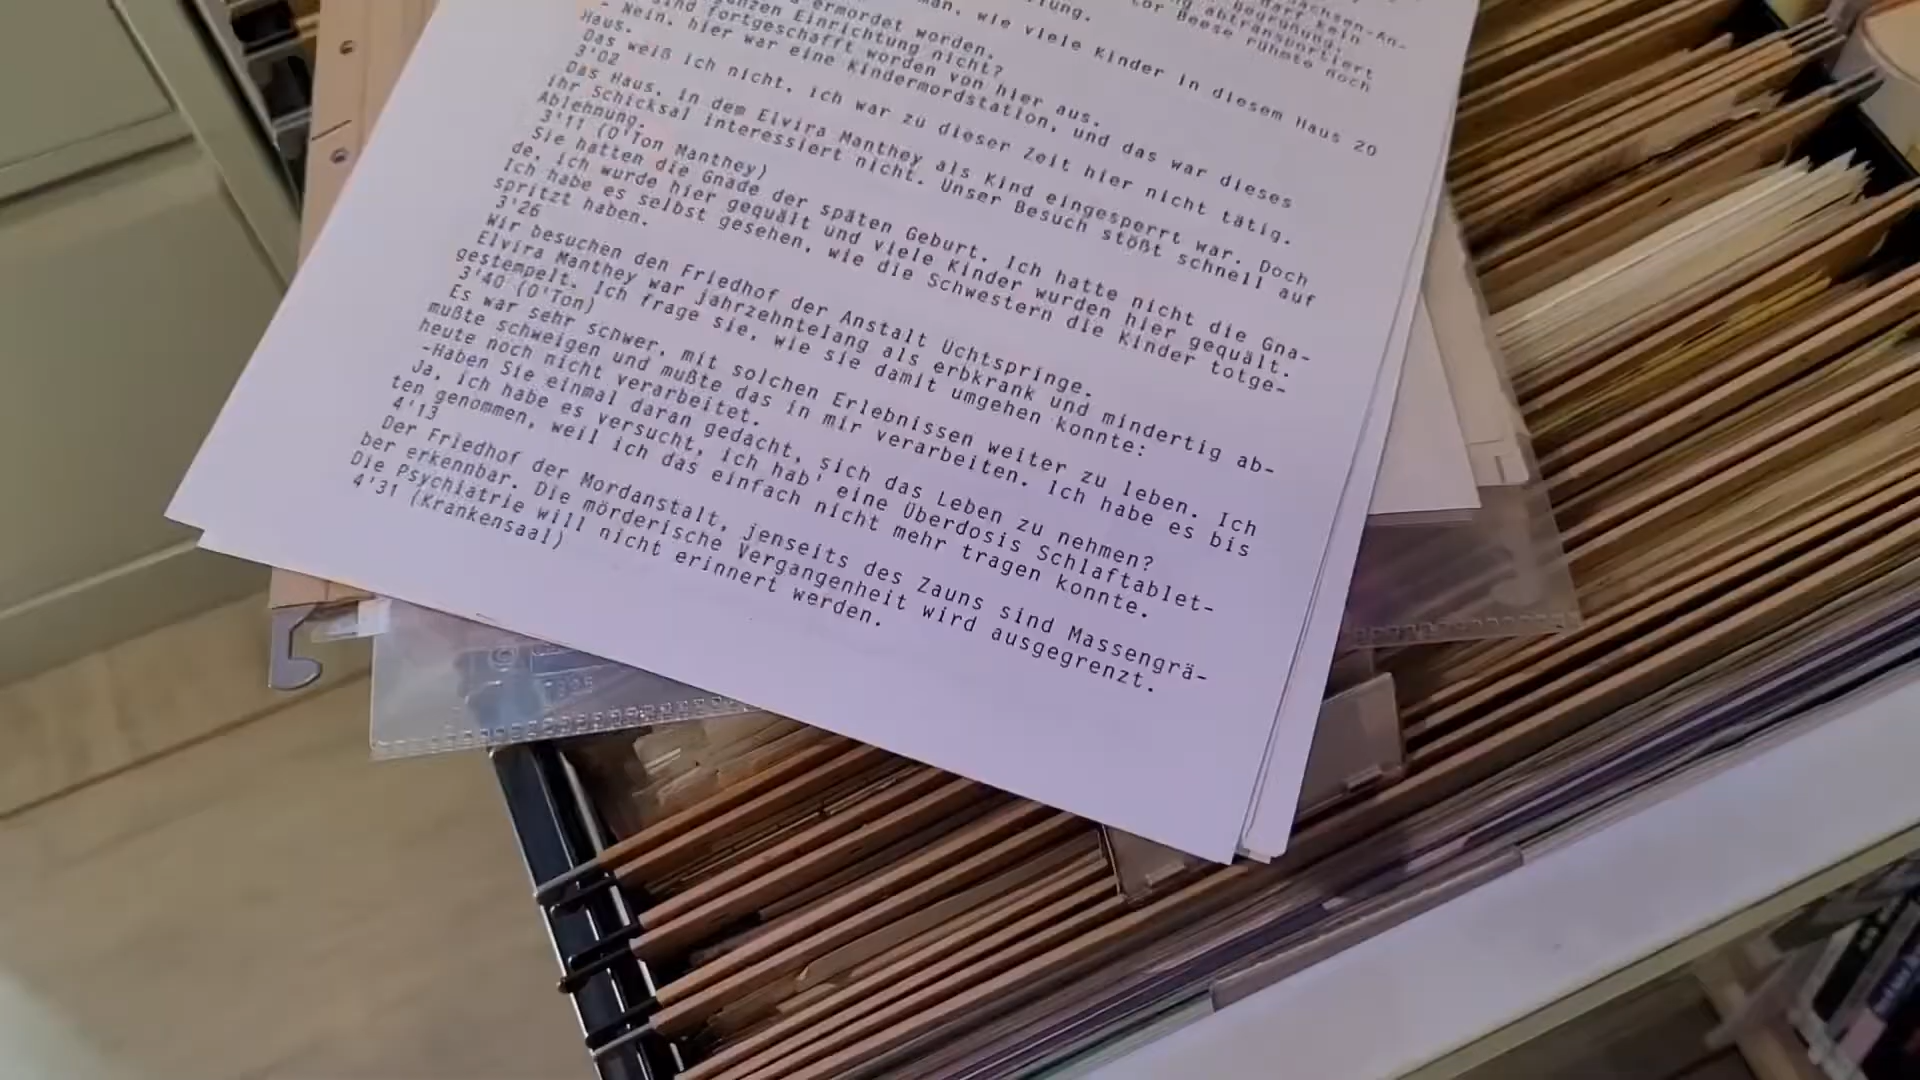 ermordet worden.
man, wie viele Kinder in diesem Haus 20
ganzen Einrichtung nicht?
sind fortgeschafft worden von hier aus.
- Nein, hier war eine Kindermordstation, und das war dieses
Haus.
Das weiß ich nicht, ich war zu dieser Zeit hier nicht tätig.
3'02
Das Haus, in dem Elvira Manthey als Kind eingesperrt war. Doch
ihr Schicksal interessiert nicht. Unser Besuch stößt schnell auf
Ablehnung.
3'11 (O'Ton Manthey)
Sie hatten die Gnade der späten Geburt. Ich hatte nicht die Gna-
de, ich wurde hier gequält und viele Kinder wurden hier gequält.
Ich habe es selbst gesehen, wie die Schwestern die Kinder totge-
spritzt haben.
3'26
Wir besuchen den Friedhof der Anstalt Uchtspringe.
Elvira Manthey war jahrzehntelang als erbkrank und mindertig ab-
gestempelt. Ich frage sie, wie sie damit umgehen konnte:
3'40 (O'Ton)
Es war sehr schwer, mit solchen Erlebnissen weiter zu leben. Ich
mußte schweigen und mußte das in mir verarbeiten. Ich habe es bis
heute noch nicht verarbeitet.
-Haben Sie einmal daran gedacht, sich das Leben zu nehmen?
Ja, ich habe es versucht, ich hab' eine Überdosis Schlaftablet-
ten genommen, weil ich das einfach nicht mehr tragen konnte.
4'13
Der Friedhof der Mordanstalt, jenseits des Zauns sind Massengrä-
ber erkennbar. Die mörderische Vergangenheit wird ausgegrenzt.
Die Psychiatrie will nicht erinnert werden.
4'31 (Krankensaal)